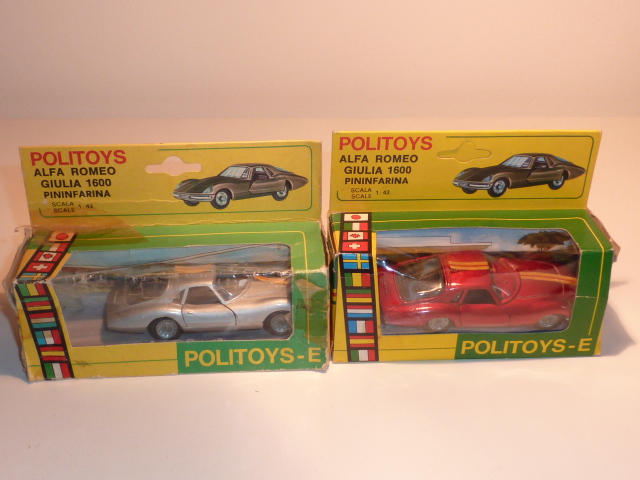 POLITOYS
ALFA ROMEO
GIULIA 1600
PININFARINA
SCALA
SCALE 1:43
POLITOYS-E
POLITOYS
ALFA ROMEO
GIULIA 1600
PININFARINA
SCALA
SCALE 1:43
POLITOYS-E